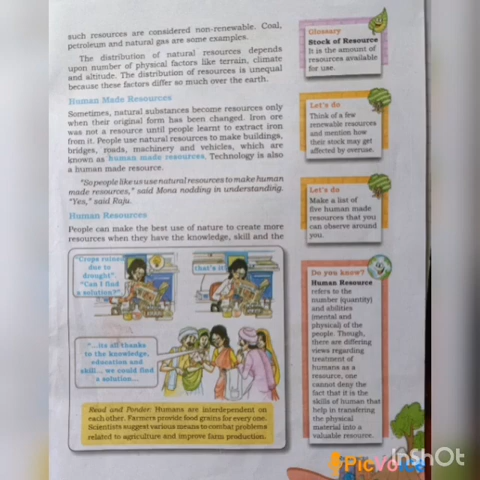 such resources are considered non-renewable. Coal,
petroleum and natural gas are some examples.
The distribution of natural resources depends
upon number of physical factors like terrain, climate
and altitude. The distribution of resources is unequal
because these factors differ so much over the earth.
Human Made Resources
Sometimes, natural substances become resources only
when their original form has been changed. Iron ore
was not a resource until people learnt to extract iron
from it. People use natural resources to make buildings,
bridges, roads, machinery and vehicles, which are
known as human made resources. Technology is also
a human made resource.
"So people like us use natural resources to make human
made resources," said Mona nodding in understanding.
"Yes," said Raju.
Human Resources
People can make the best use of nature to create more
resources when they have the knowledge, skill and the
"Crops ruined
due to
drought".
"Can I find
a solution?"
that's it!
"...its all thanks
to the knowledge,
education and
skill... we could find
a solution...
Read and Ponder: Humans are interdependent on
each other. Farmers provide food grains for every one.
Scientists suggest various means to combat problems
related to agriculture and improve farm production.
Glossary
Stock of Resource
It is the amount of
resources available
for use.
Let's do
Think of a few
renewable resources
and mention how
their stock may get
affected by overuse.
Let's do
Make a list of
five human made
resources that you
can observe around
you.
Do you know?
Human Resource
refers to the
number (quantity)
and abilities
(mental and
physical) of the
people. Though,
there are differing
views regarding
treatment of
humans as a
resource, one
cannot deny the
fact that it is the
skills of human that
help in transfering
the physical
material into a
valuable resource.
InShOt